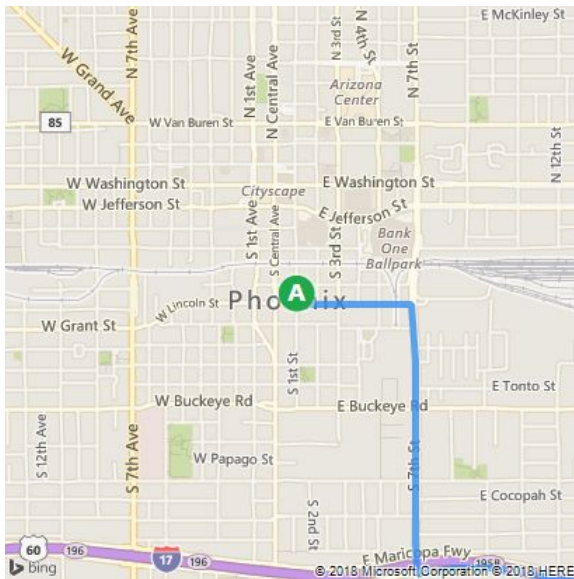 E McKinley St
N 7th Ave
W Grand Ave
N 1st Ave
N Central Ave
N 3rd St
N 4th St
N 7th St
Arizona
Center
85
W Van Buren St
E Van Buren St
N 12th St
W Washington St
E Washington St
Cityscape
W Jefferson St
E Jefferson St
S 1st Ave
S Central Ave
S 3rd St
Bank
One
Ballpark
A
Phoenix
W Lincoln St
W Grant St
S 1st St
E Tonto St
W Buckeye Rd
E Buckeye Rd
S 12th Ave
S 7th Ave
W Papago St
S 7th St
S 2nd St
E Cocopah St
60
196
17
196
E Maricopa Fwy
195B
bing
© 2018 Microsoft Corporation © 2018 HERE